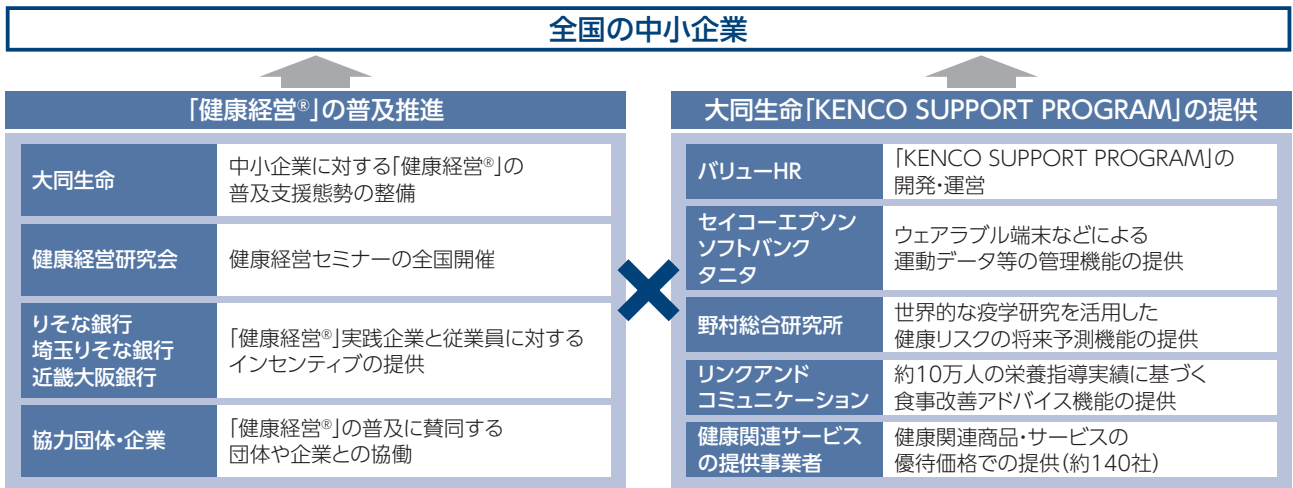 全国の中小企業
「健康経営®」の普及推進
大同生命
中小企業に対する「健康経営®」の
普及支援態勢の整備
健康経営研究会
健康経営セミナーの全国開催
りそな銀行
埼玉りそな銀行
近畿大阪銀行
「健康経営®」実践企業と従業員に対する
インセンティブの提供
協力団体・企業
「健康経営®」の普及に賛同する
団体や企業との協働
大同生命「KENCO SUPPORT PROGRAM」の提供
バリューHR
「KENCO SUPPORT PROGRAM」の
開発・運営
セイコーエプソン
ソフトバンク
タニタ
ウェアラブル端末などによる
運動データ等の管理機能の提供
野村総合研究所
世界的な疫学研究を活用した
健康リスクの将来予測機能の提供
リンクアンド
コミュニケーション
約10万人の栄養指導実績に基づく
食事改善アドバイス機能の提供
健康関連サービス
の提供事業者
健康関連商品・サービスの
優待価格での提供（約140社）